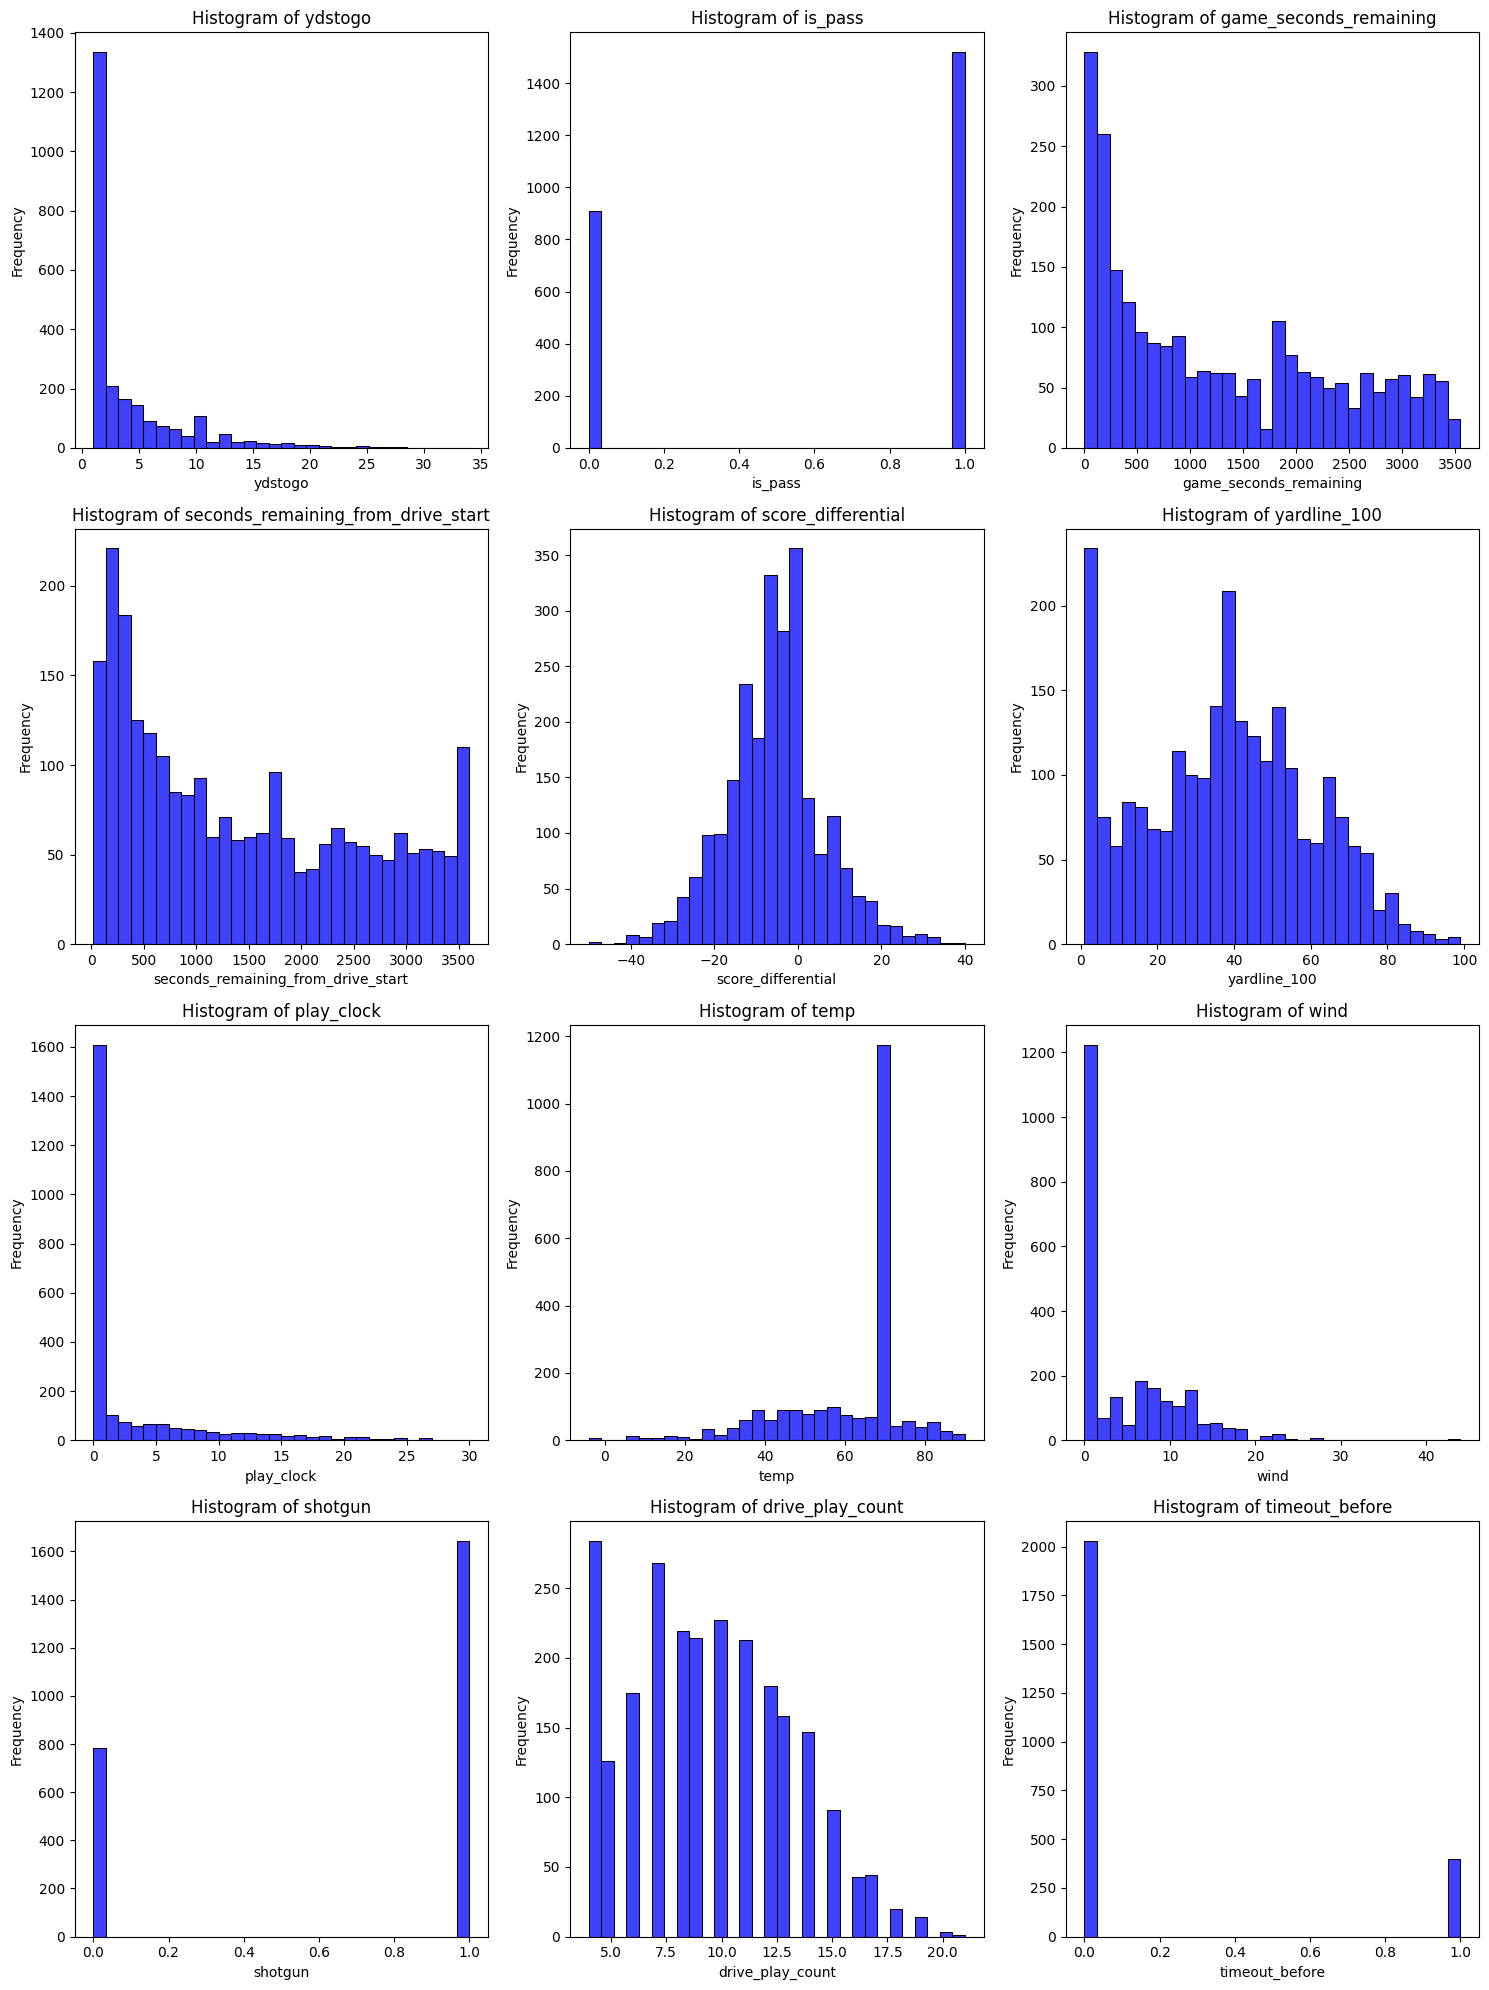 Histogram of ydstogo
1400
1200
1000
800
600
400
200
0
Frequency
0 5 10 15 20 25 30 35
ydstogo
Histogram of is_pass
1400
1200
1000
800
600
400
200
0
Frequency
0.0 0.2 0.4 0.6 0.8 1.0
is_pass
Histogram of game_seconds_remaining
300
250
200
150
100
50
0
Frequency
0 500 1000 1500 2000 2500 3000 3500
game_seconds_remaining
Histogram of seconds_remaining_from_drive_start
200
150
100
50
0
Frequency
0 500 1000 1500 2000 2500 3000 3500
seconds_remaining_from_drive_start
Histogram of score_differential
350
300
250
200
150
100
50
0
Frequency
−40 −20 0 20 40
score_differential
Histogram of yardline_100
200
150
100
50
0
Frequency
0 20 40 60 80 100
yardline_100
Histogram of play_clock
1600
1400
1200
1000
800
600
400
200
0
Frequency
0 5 10 15 20 25 30
play_clock
Histogram of temp
1200
1000
800
600
400
200
0
Frequency
0 20 40 60 80
temp
Histogram of wind
1200
1000
800
600
400
200
0
Frequency
0 10 20 30 40
wind
Histogram of shotgun
1600
1400
1200
1000
800
600
400
200
0
Frequency
0.0 0.2 0.4 0.6 0.8 1.0
shotgun
Histogram of drive_play_count
250
200
150
100
50
0
Frequency
5.0 7.5 10.0 12.5 15.0 17.5 20.0
drive_play_count
Histogram of timeout_before
2000
1750
1500
1250
1000
750
500
250
0
Frequency
0.0 0.2 0.4 0.6 0.8 1.0
timeout_before